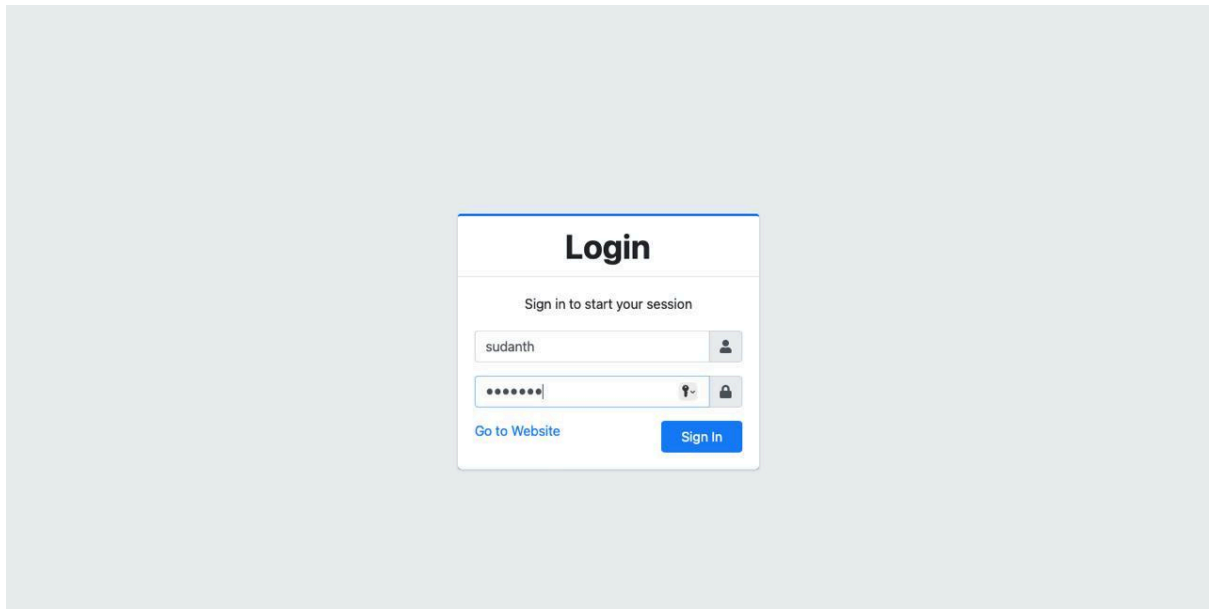 Login
Sign in to start your session
sudanth
•••••••
Go to Website
Sign In